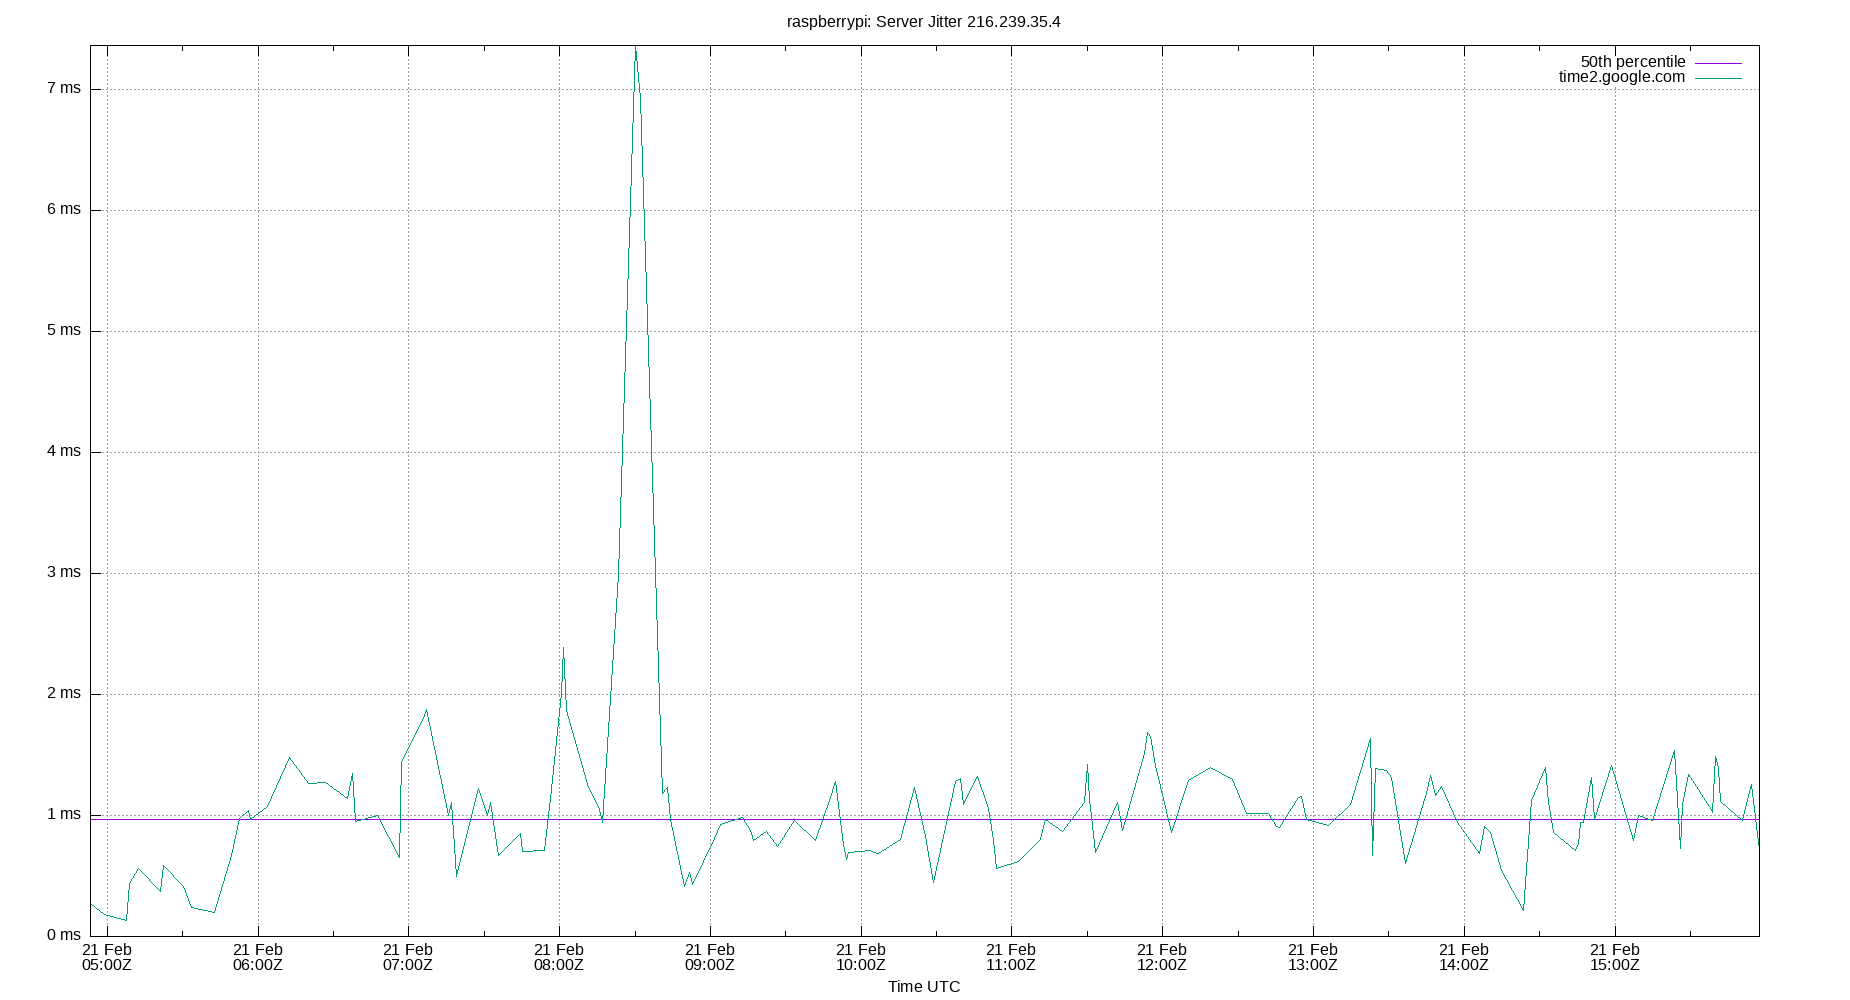 raspberrypi: Server Jitter 216.239.35.4
50th percentile
time2.google.com
7 ms
6 ms
5 ms
4 ms
3 ms
2 ms
1 ms
0 ms
21 Feb 21 Feb 21 Feb 21 Feb 21 Feb 21 Feb 21 Feb 21 Feb 21 Feb 21 Feb 21 Feb
05:00Z 06:00Z 07:00Z 08:00Z 09:00Z 10:00Z 11:00Z 12:00Z 13:00Z 14:00Z 15:00Z
Time UTC